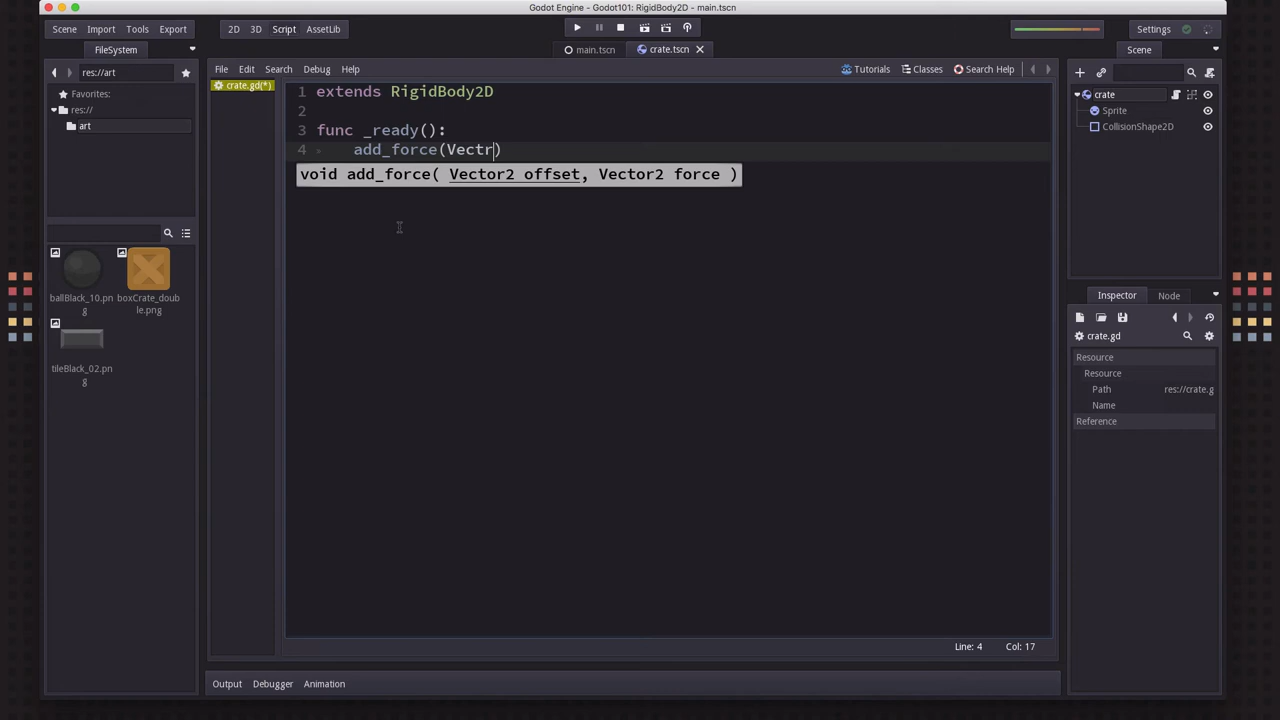 Godot Engine - Godot101: RigidBody2D - main.tscn
Scene Import Tools Export 2D 3D Script AssetLib Settings
FileSystem main.tscn crate.tscn Scene
res://art File Edit Search Debug Help Tutorials Classes Search Help
Favorites:
res://
art
crate.gd(*)
1 extends RigidBody2D
2
3 func _ready():
4 add_force(Vectr)
void add_force( Vector2 offset, Vector2 force )
crate
Sprite
CollisionShape2D
ballBlack_10.pn
g
boxCrate_dou
ble.png
tileBlack_02.pn
g
Inspector Node
crate.gd
Resource
Resource
Path res://crate.g
Name
Reference
Line: 4 Col: 17
Output Debugger Animation